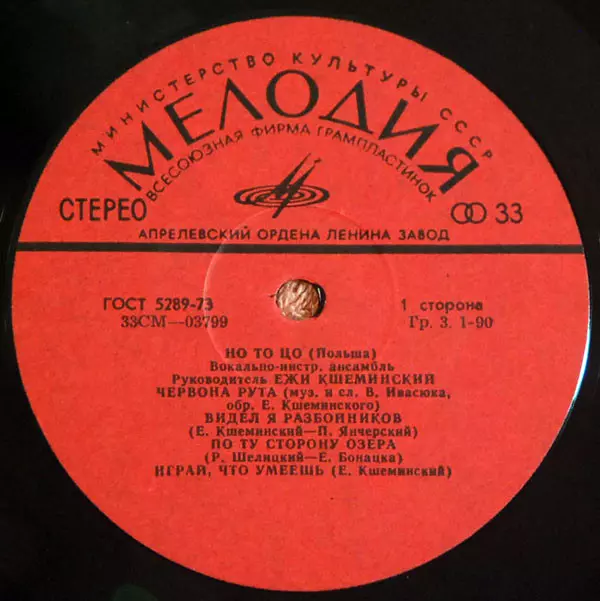 МИНИСТЕРСТВО КУЛЬТУРЫ СССР
МЕЛОДИЯ
ВСЕСОЮЗНАЯ ФИРМА ГРАМПЛАСТИНОК
СТЕРЕО
33
АПРЕЛЕВСКИЙ ОРДЕНА ЛЕНИНА ЗАВОД
ГОСТ 5289-73
1 сторона
33СМ—03799
Гр. 3. 1-90
НО ТО ЦО (Польша)
Вокально-инстр. ансамбль
Руководитель ЕЖИ КШЕМИНСКИЙ
ЧЕРВОНА РУТА (муз. и сл. В. Ивасюка,
обр. Е. Кшеминского)
ВИДЕЛ Я РАЗБОЙНИКОВ
(Е. Кшеминский—П. Янчерский)
ПО ТУ СТОРОНУ ОЗЕРА
(Р. Шелицкий—Е. Бонацка)
ИГРАЙ, ЧТО УМЕЕШЬ (Е. Кшеминский)